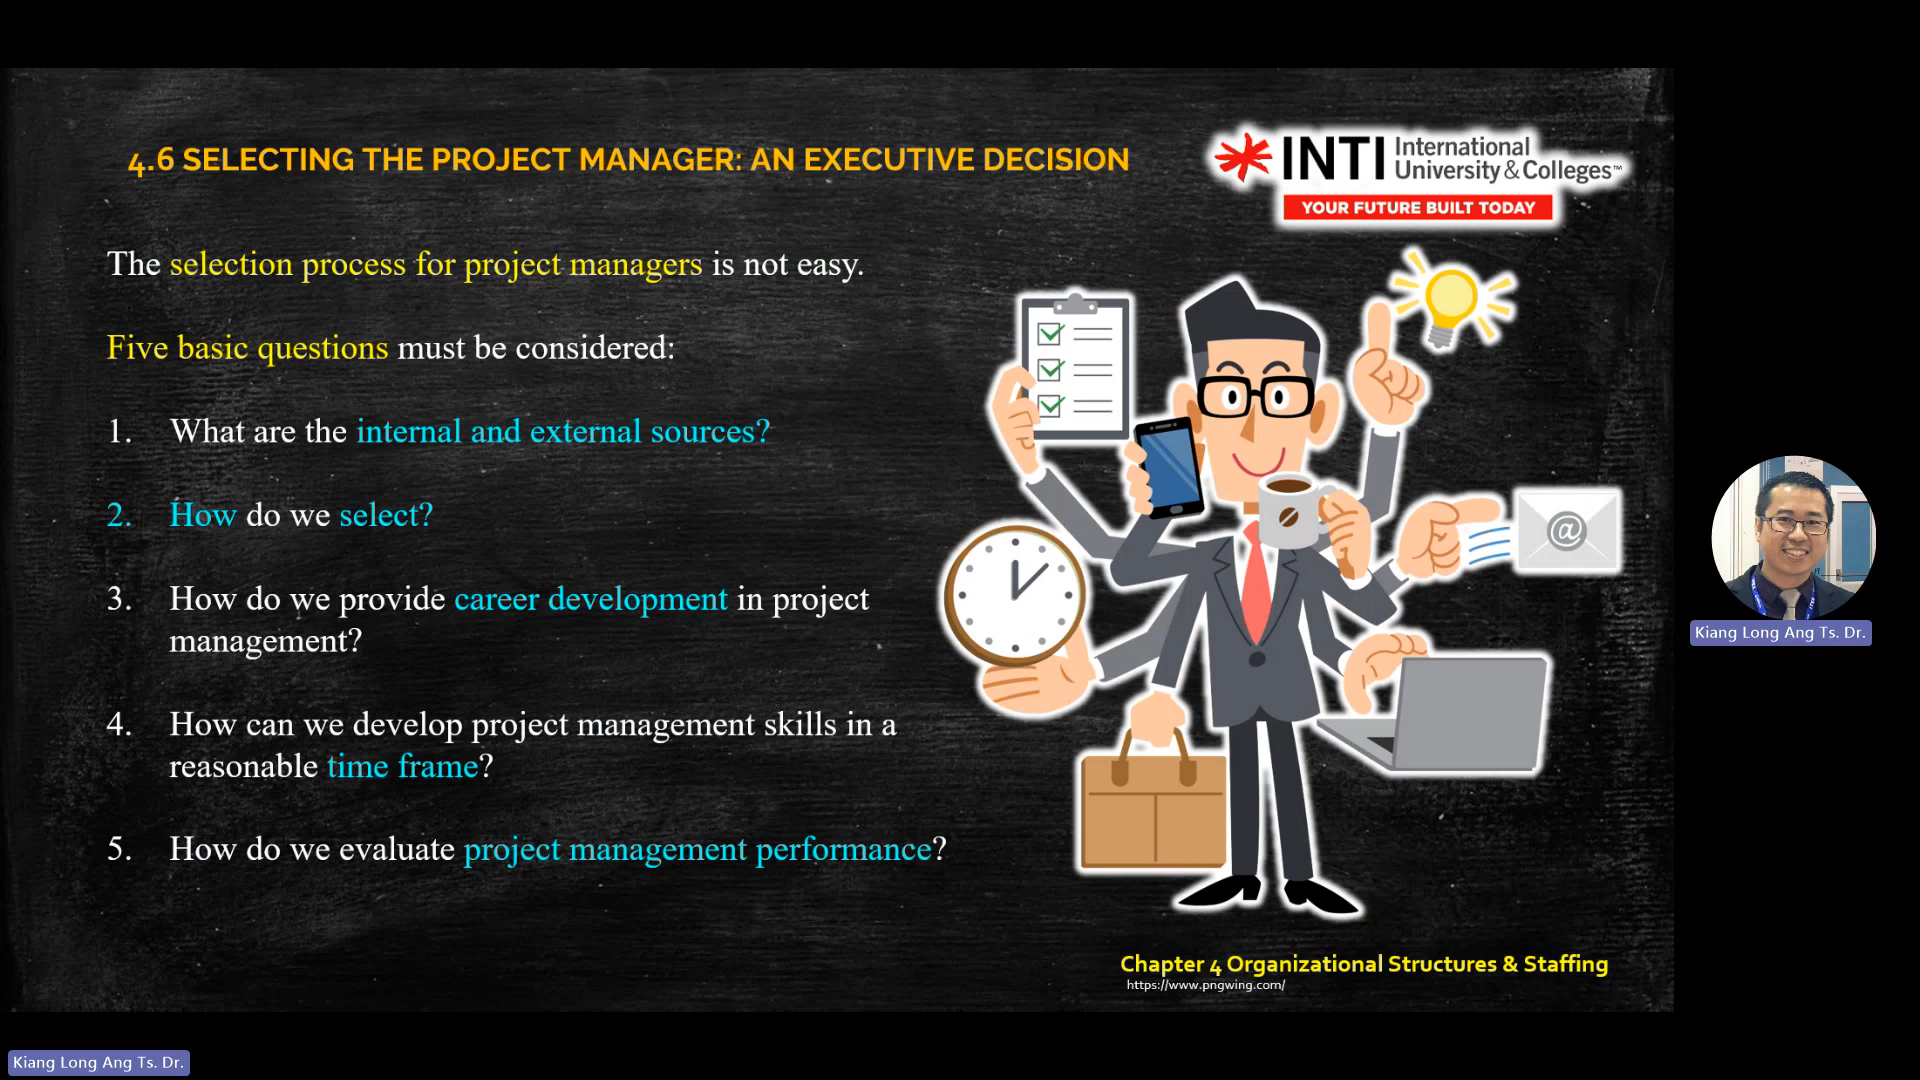 4.6 SELECTING THE PROJECT MANAGER: AN EXECUTIVE DECISION
INTI International
University & Colleges™
YOUR FUTURE BUILT TODAY
The selection process for project managers is not easy.
Five basic questions must be considered:
1. What are the internal and external sources?
2. How do we select?
3. How do we provide career development in project
management?
4. How can we develop project management skills in a
reasonable time frame?
5. How do we evaluate project management performance?
@
Kiang Long Ang Ts. Dr.
Chapter 4 Organizational Structures & Staffing
https://www.pngwing.com/
Kiang Long Ang Ts. Dr.